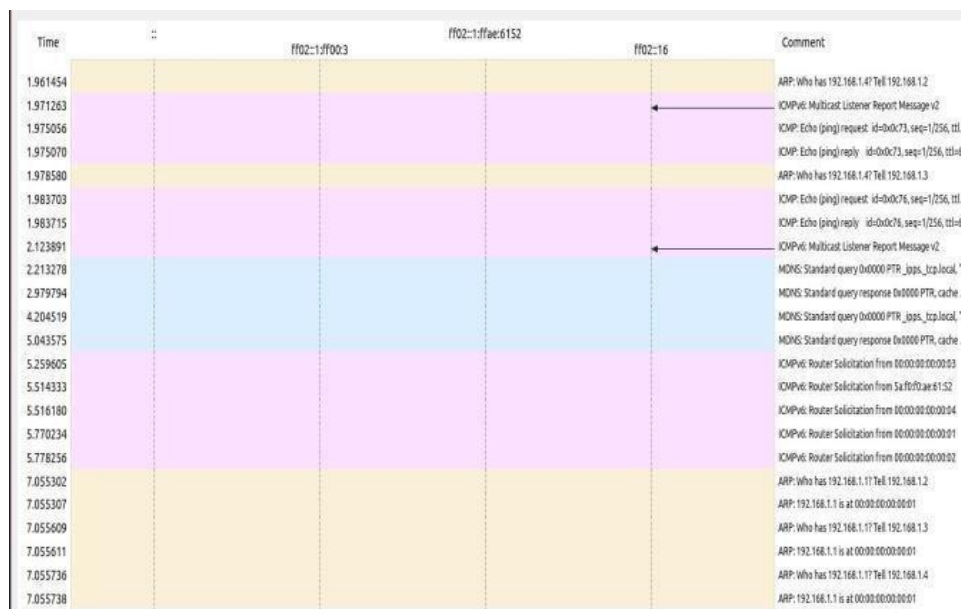 Time :: ff02::1:ff00:3 ff02::1:ffae:6152 ff02::16 Comment
1.961454 ARP: Who has 192.168.1.4? Tell 192.168.1.2
1.971263 ICMPv6: Multicast Listener Report Message v2
1.975056 ICMP: Echo (ping) request id=0x0c73, seq=1/256, ttl
1.975070 ICMP: Echo (ping) reply id=0x0c73, seq=1/256, ttl=6
1.978580 ARP: Who has 192.168.1.4? Tell 192.168.1.3
1.983703 ICMP: Echo (ping) request id=0x0c76, seq=1/256, ttl
1.983715 ICMP: Echo (ping) reply id=0x0c76, seq=1/256, ttl=6
2.123891 ICMPv6: Multicast Listener Report Message v2
2.213278 MDNS: Standard query 0x0000 PTR _ipps._tcp.local, "
2.979794 MDNS: Standard query response 0x0000 PTR, cache
4.204519 MDNS: Standard query 0x0000 PTR _ipps._tcp.local, "
5.043575 MDNS: Standard query response 0x0000 PTR, cache
5.259605 ICMPv6: Router Solicitation from 00:00:00:00:00:03
5.514333 ICMPv6: Router Solicitation from 5a:f0:f0:ae:61:52
5.516180 ICMPv6: Router Solicitation from 00:00:00:00:00:04
5.770234 ICMPv6: Router Solicitation from 00:00:00:00:00:01
5.778256 ICMPv6: Router Solicitation from 00:00:00:00:00:02
7.055302 ARP: Who has 192.168.1.1? Tell 192.168.1.2
7.055307 ARP: 192.168.1.1 is at 00:00:00:00:00:01
7.055609 ARP: Who has 192.168.1.1? Tell 192.168.1.3
7.055611 ARP: 192.168.1.1 is at 00:00:00:00:00:01
7.055736 ARP: Who has 192.168.1.1? Tell 192.168.1.4
7.055738 ARP: 192.168.1.1 is at 00:00:00:00:00:01